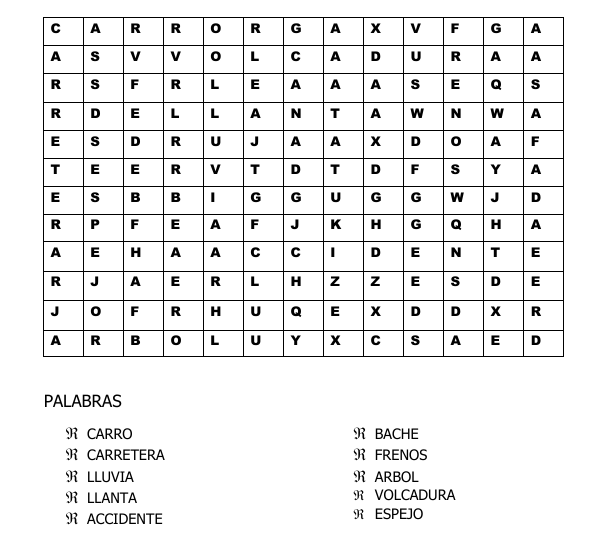 C A R R O R G A X V F G A
A S V V O L C A D U R A A
R S F R L E A A A S E Q S
R D E L L A N T A W N W A
E S D R U J A A X D O A F
T E E R V T D T D F S Y A
E S B B I G G U G G W J D
R P F E A F J K H G Q H A
A E H A A C C I D E N T E
R J A E R L H Z Z E S D E
J O F R H U Q E X D D X R
A R B O L U Y X C S A E D
PALABRAS
ℜ CARRO
ℜ CARRETERA
ℜ LLUVIA
ℜ LLANTA
ℜ ACCIDENTE
ℜ BACHE
ℜ FRENOS
ℜ ARBOL
ℜ VOLCADURA
ℜ ESPEJO